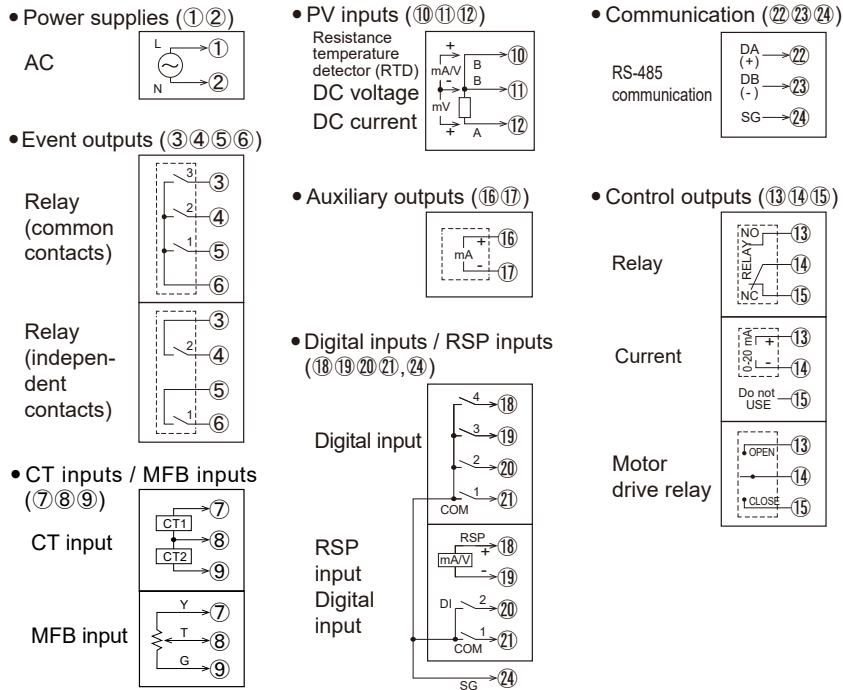 ● Power supplies (①②)
AC
L
①
N
②
● Event outputs (③④⑤⑥)
Relay
(common
contacts)
3
③
2
④
1
⑤
⑥
Relay
(indepen-
dent
contacts)
③
2
④
⑤
1
⑥
● CT inputs / MFB inputs
(⑦⑧⑨)
CT input
⑦
CT1
⑧
CT2
⑨
MFB input
Y
⑦
T
⑧
G
⑨
● PV inputs (⑩⑪⑫)
Resistance
temperature
detector (RTD)
DC voltage
DC current
+
mA/V
-
mV
+
B
B
A
⑩
⑪
⑫
● Auxiliary outputs (⑯⑰)
mA
+
-
⑯
⑰
● Digital inputs / RSP inputs
(⑱⑲⑳㉑,㉔)
Digital input
4
⑱
3
⑲
2
⑳
1
㉑
COM
RSP
input
Digital
input
RSP
mA/V
+
⑱
-
⑲
DI
2
⑳
1
㉑
COM
SG
㉔
● Communication (㉒㉓㉔)
RS-485
communication
DA
(+)
㉒
DB
(-)
㉓
SG
㉔
● Control outputs (⑬⑭⑮)
Relay
RELAY
NO
⑬
⑭
NC
⑮
Current
0-20 mA
+
⑬
-
⑭
Do not
USE
⑮
Motor
drive relay
OPEN
⑬
⑭
CLOSE
⑮